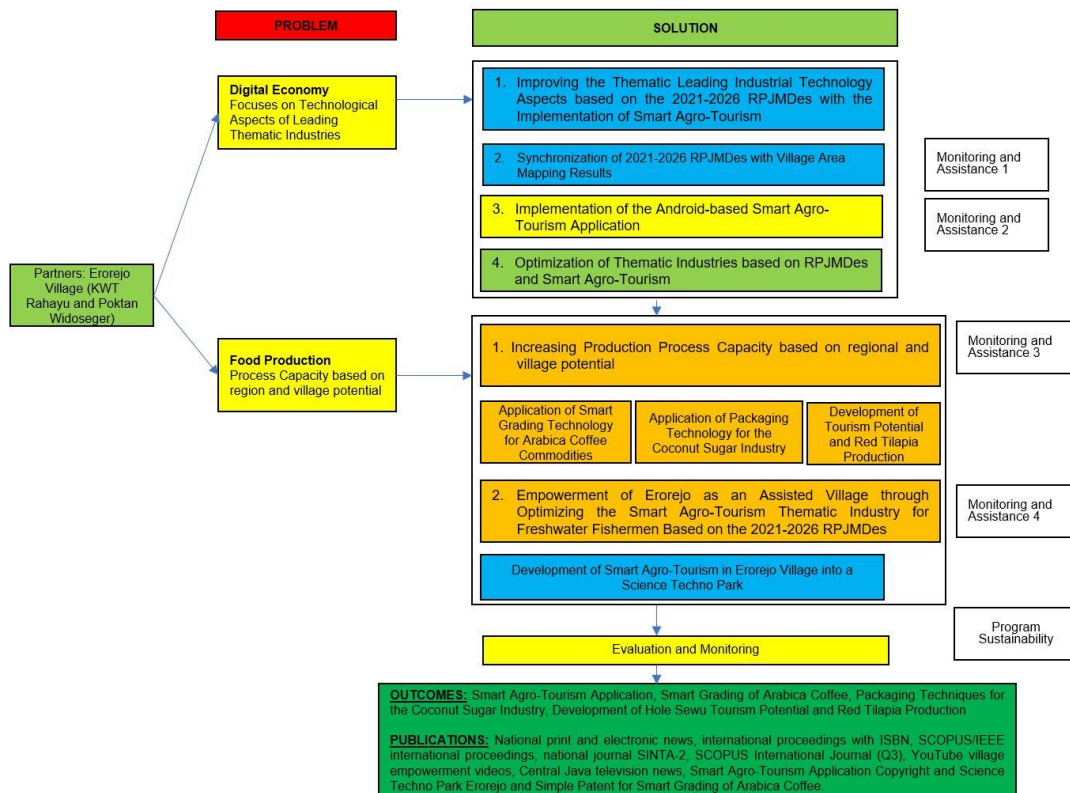 PROBLEM
SOLUTION
Digital Economy
Focuses on Technological
Aspects of Leading
Thematic Industries
1. Improving the Thematic Leading Industrial Technology
Aspects based on the 2021-2026 RPJMDes with the
Implementation of Smart Agro-Tourism
2. Synchronization of 2021-2026 RPJMDes with Village Area
Mapping Results
Monitoring and
Assistance 1
3. Implementation of the Android-based Smart Agro-
Tourism Application
Monitoring and
Assistance 2
4. Optimization of Thematic Industries based on RPJMDes
and Smart Agro-Tourism
Partners: Erorejo
Village (KWT
Rahayu and Poktan
Widoseger)
Food Production
Process Capacity based on
region and village potential
1. Increasing Production Process Capacity based on regional and
village potential
Monitoring and
Assistance 3
Application of Smart
Grading Technology
for Arabica Coffee
Commodities
Application of Packaging
Technology for the
Coconut Sugar Industry
Development of
Tourism Potential
and Red Tilapia
Production
2. Empowerment of Erorejo as an Assisted Village through
Optimizing the Smart Agro-Tourism Thematic Industry for
Freshwater Fishermen Based on the 2021-2026 RPJMDes
Monitoring and
Assistance 4
Development of Smart Agro-Tourism in Erorejo Village into a
Science Techno Park
Program
Sustainability
Evaluation and Monitoring
OUTCOMES: Smart Agro-Tourism Application, Smart Grading of Arabica Coffee, Packaging Techniques for
the Coconut Sugar Industry, Development of Hole Sewu Tourism Potential and Red Tilapia Production
PUBLICATIONS: National print and electronic news, international proceedings with ISBN, SCOPUS/IEEE
international proceedings, national journal SINTA-2, SCOPUS International Journal (Q3), YouTube village
empowerment videos, Central Java television news, Smart Agro-Tourism Application Copyright and Science
Techno Park Erorejo and Simple Patent for Smart Grading of Arabica Coffee.